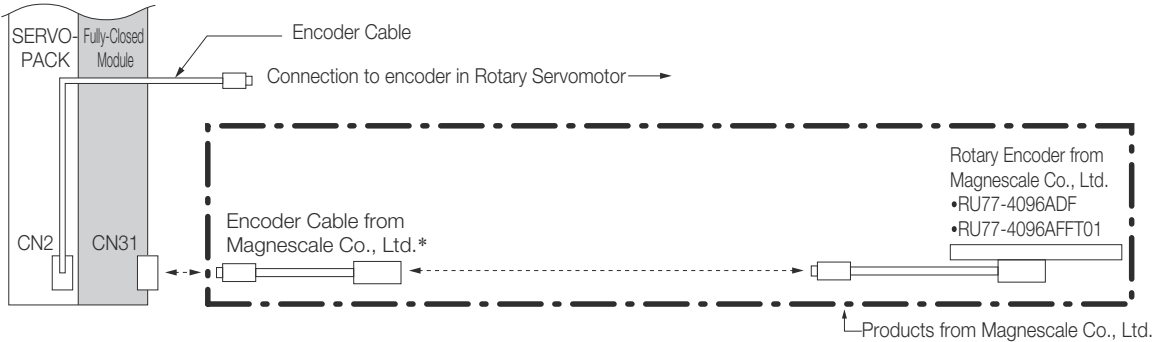 SERVO-
PACK
Fully-Closed
Module
Encoder Cable
Connection to encoder in Rotary Servomotor
Rotary Encoder from
Magnescale Co., Ltd.
•RU77-4096ADF
•RU77-4096AFFT01
Encoder Cable from
Magnescale Co., Ltd.*
CN2
CN31
Products from Magnescale Co., Ltd.